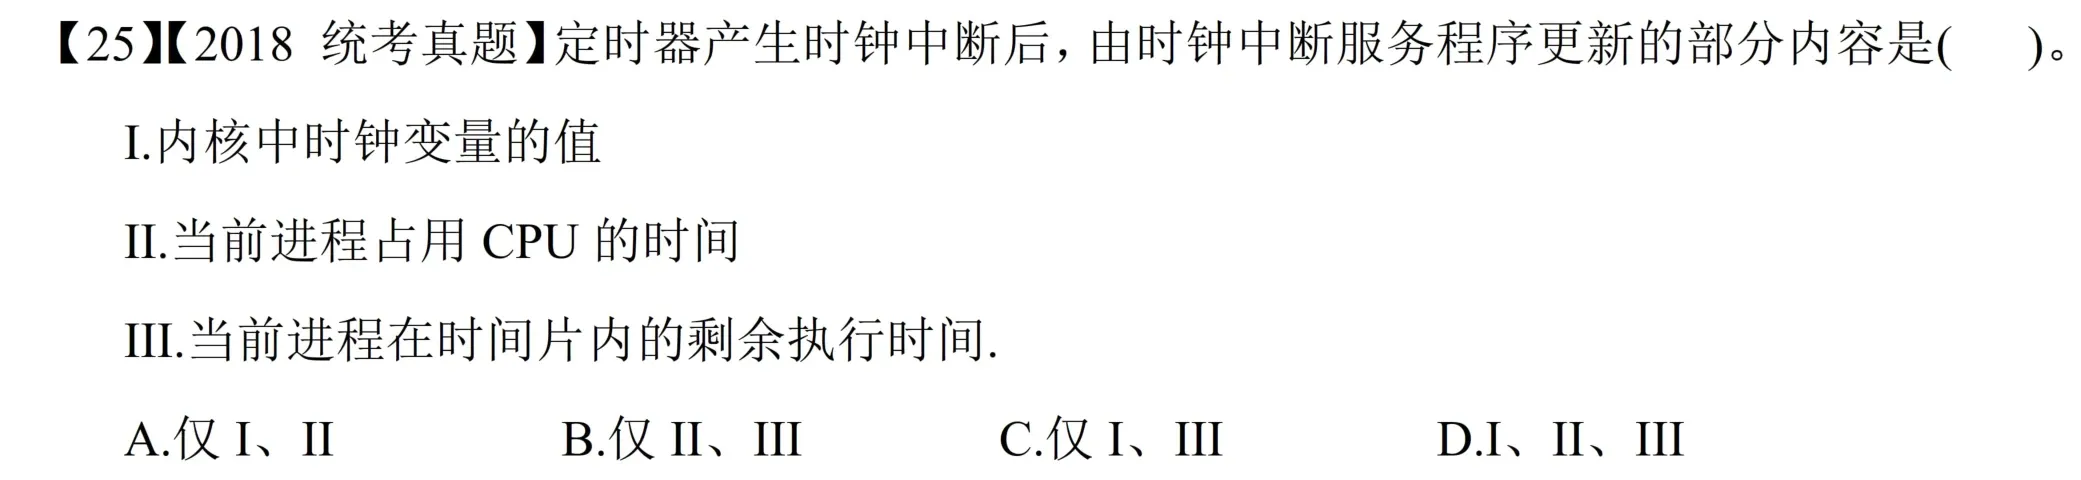 【25】【2018 统考真题】定时器产生时钟中断后，由时钟中断服务程序更新的部分内容是(    )。
I.内核中时钟变量的值
II.当前进程占用 CPU 的时间
III.当前进程在时间片内的剩余执行时间.
A.仅 I、II    B.仅 II、III    C.仅 I、III    D.I、II、III